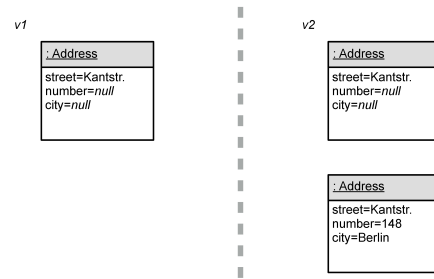 v1
: Address
street=Kantstr.
number=null
city=null
v2
: Address
street=Kantstr.
number=null
city=null
: Address
street=Kantstr.
number=148
city=Berlin